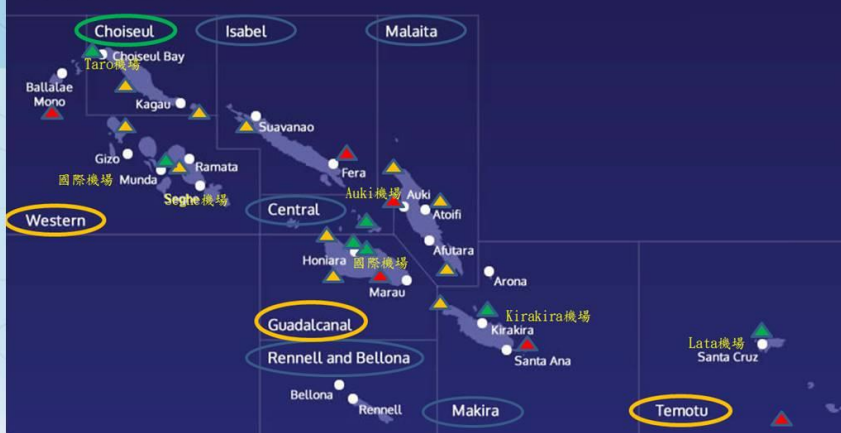 Choiseul
Isabel
Malaita
Choiseul Bay
Taro機場
Ballalae
Mono
Kagau
Suavanao
Gizo
Ramata
Fera
國際機場
Munda
Seghe
Seghe機場
Auki機場
Auki
Atoifi
Western
Central
Afutara
Honiara
國際機場
Marau
Arona
Guadalcanal
Kirakira機場
Kirakira
Lata機場
Santa Cruz
Santa Ana
Rennell and Bellona
Bellona
Rennell
Makira
Temotu